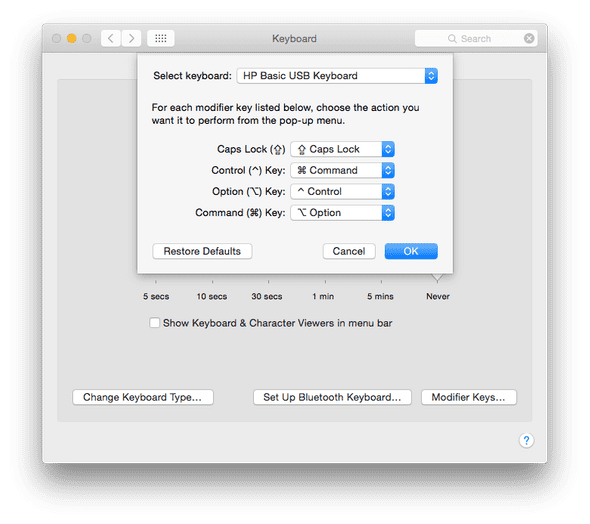 Keyboard
Search
Select keyboard: HP Basic USB Keyboard
For each modifier key listed below, choose the action you
want it to perform from the pop-up menu.
Caps Lock (⇪) ⇪ Caps Lock
Control (^) Key: ⌘ Command
Option (⌥) Key: ^ Control
Command (⌘) Key: ⌥ Option
Restore Defaults Cancel OK
5 secs 10 secs 30 secs 1 min 5 mins Never
Show Keyboard & Character Viewers in menu bar
Change Keyboard Type... Set Up Bluetooth Keyboard... Modifier Keys...
?